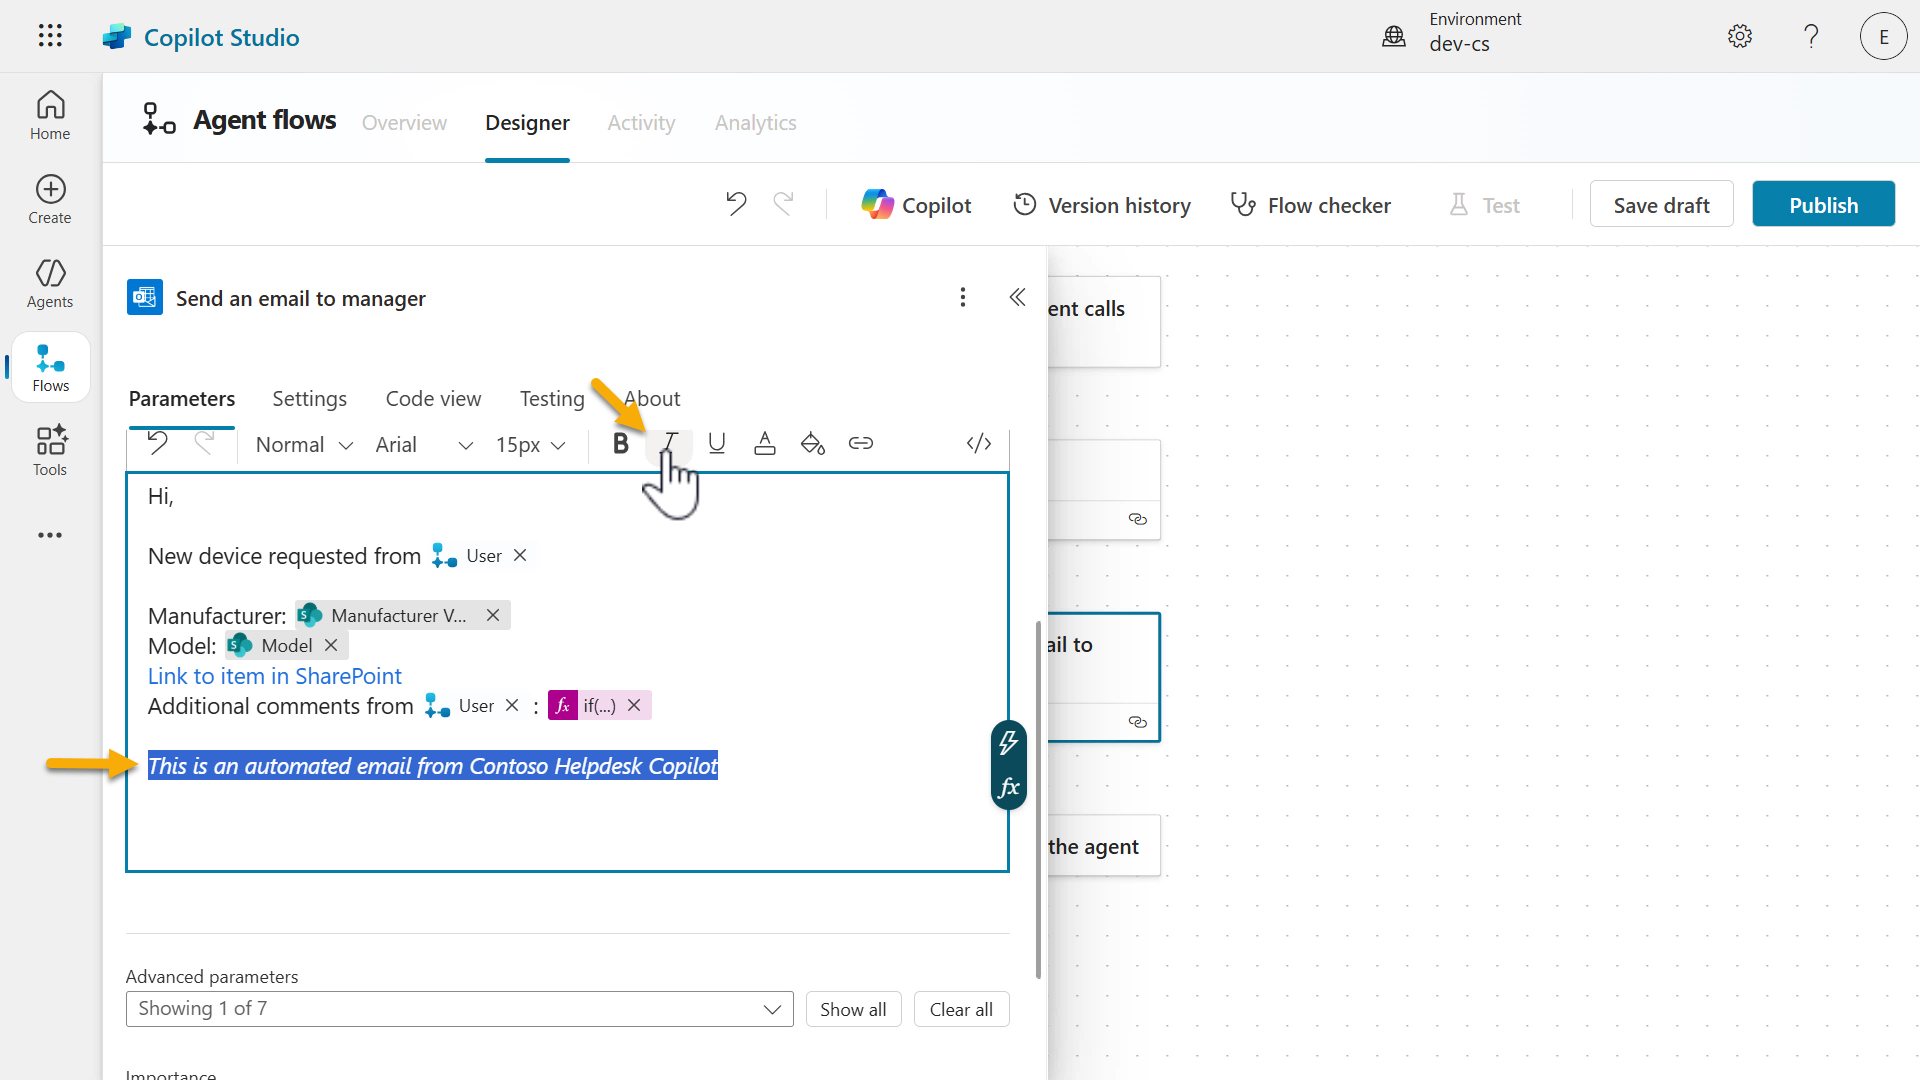 Copilot Studio
Environment
dev-cs
E
Home
Create
Agents
Flows
Tools
Agent flows
Overview
Designer
Activity
Analytics
Copilot
Version history
Flow checker
Test
Save draft
Publish
Send an email to manager
Parameters
Settings
Code view
Testing
About
Normal
Arial
15px
B
I
U
A
</>
Hi,
New device requested from User
Manufacturer: Manufacturer V...
Model: Model
Link to item in SharePoint
Additional comments from User : fx if(...)
This is an automated email from Contoso Helpdesk Copilot
fx
Advanced parameters
Showing 1 of 7
Show all
Clear all
Importance
ent calls
ail to
the agent